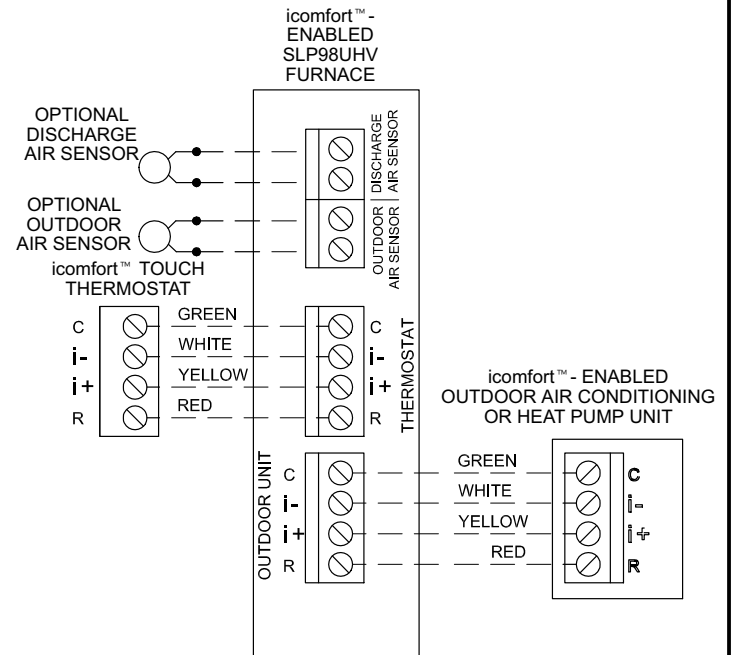 icomfort™-
ENABLED
SLP98UHV
FURNACE
OPTIONAL
DISCHARGE
AIR SENSOR
DISCHARGE
AIR SENSOR
OPTIONAL
OUTDOOR
AIR SENSOR
OUTDOOR
AIR SENSOR
icomfort™ TOUCH
THERMOSTAT
C
i-
i+
R
GREEN
WHITE
YELLOW
RED
C
i-
i+
R
THERMOSTAT
icomfort™- ENABLED
OUTDOOR AIR CONDITIONING
OR HEAT PUMP UNIT
OUTDOOR UNIT
C
i-
i+
R
GREEN
WHITE
YELLOW
RED
C
i-
i+
R